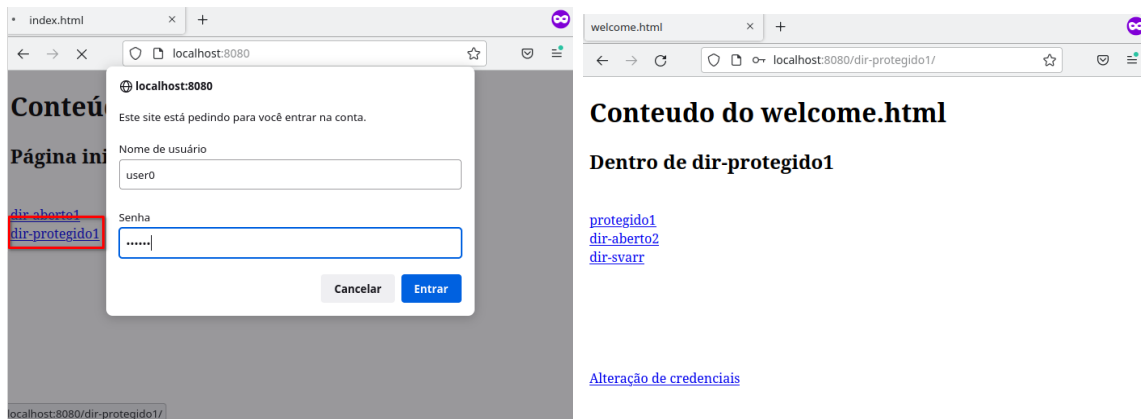 index.html
localhost:8080
Conteú
Página ini
dir-aberto1
dir-protegido1
localhost:8080
Este site está pedindo para você entrar na conta.
Nome de usuário
user0
Senha
Cancelar
Entrar
localhost:8080/dir-protegido1/
welcome.html
localhost:8080/dir-protegido1/
Conteudo do welcome.html
Dentro de dir-protegido1
protegido1
dir-aberto2
dir-svarr
Alteração de credenciais